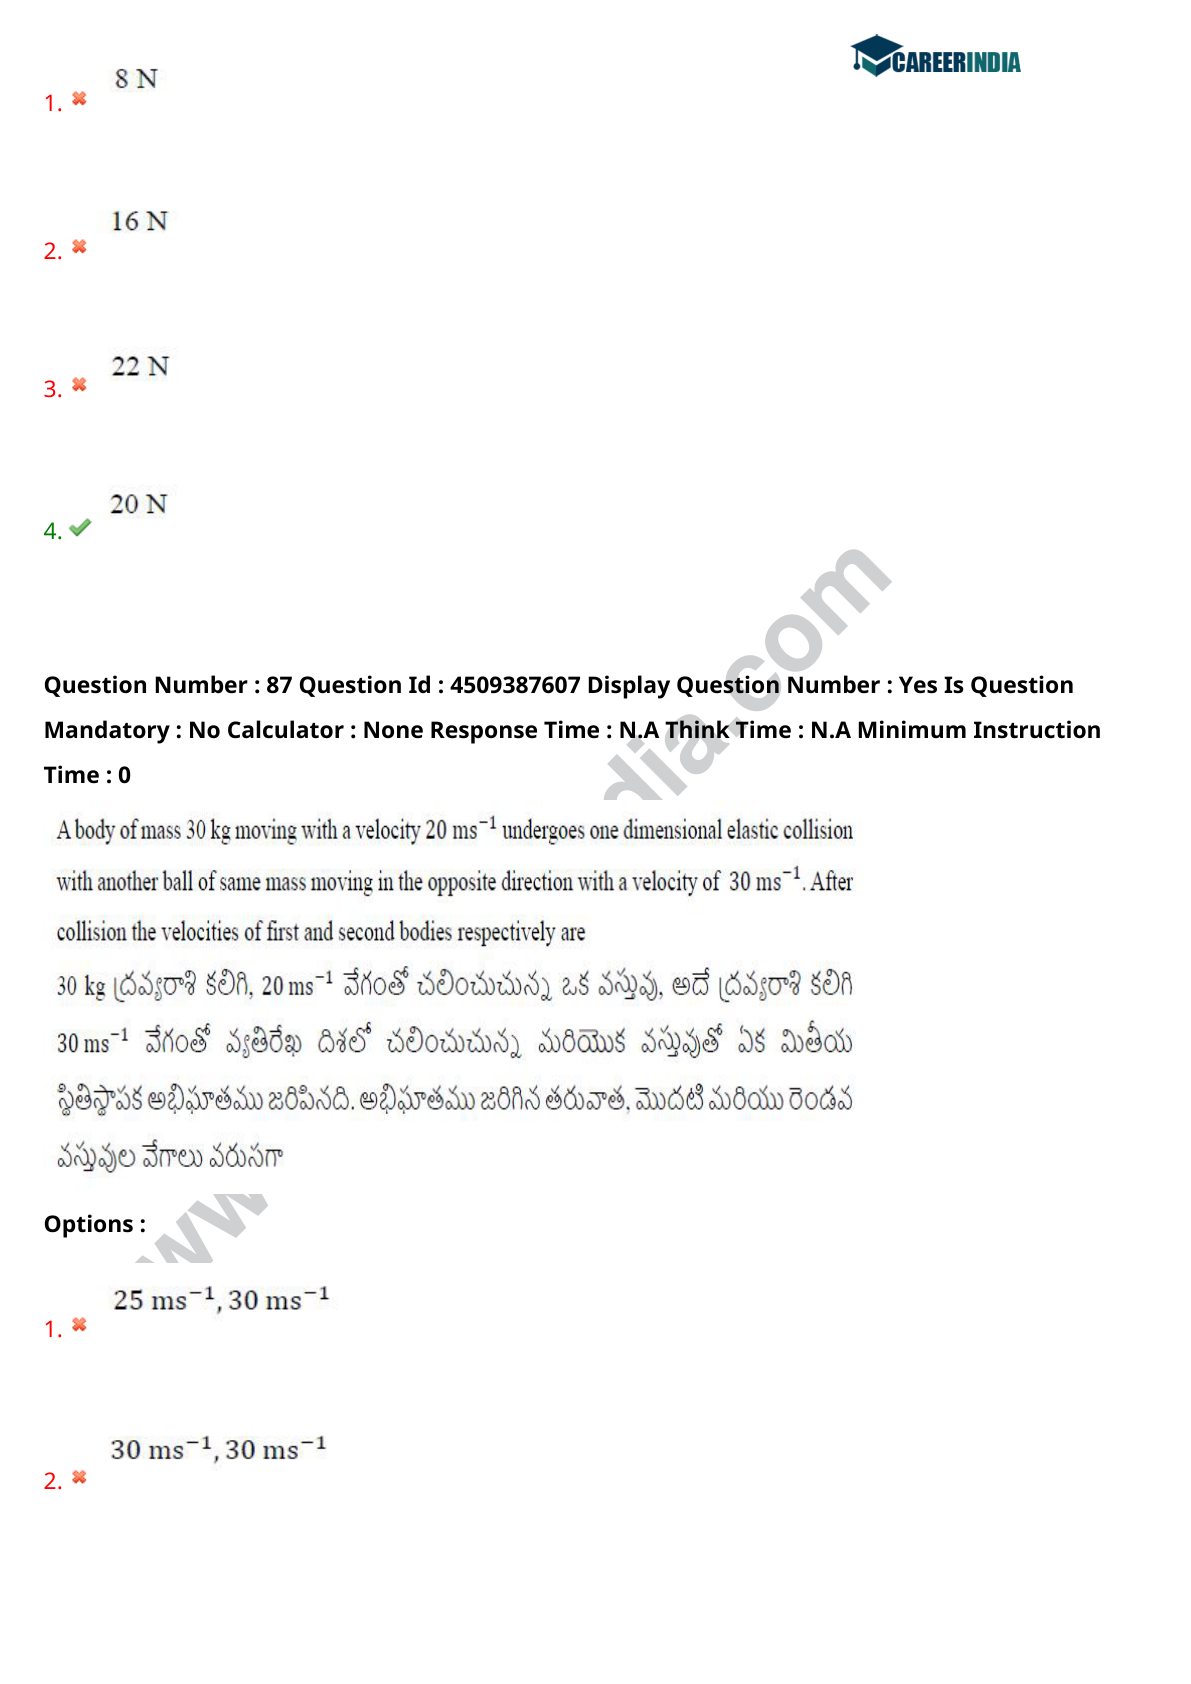 CAREERINDIA
8 N
1.
16 N
2.
22 N
3.
20 N
4.
Question Number : 87 Question Id : 4509387607 Display Question Number : Yes Is Question
Mandatory : No Calculator : None Response Time : N.A Think Time : N.A Minimum Instruction
Time : 0
A body of mass 30 kg moving with a velocity 20 ms⁻¹ undergoes one dimensional elastic collision
with another ball of same mass moving in the opposite direction with a velocity of 30 ms⁻¹. After
collision the velocities of first and second bodies respectively are
30 kg ద్రవ్యరాశి కలిగి, 20 ms⁻¹ వేగంతో చలించుచున్న ఒక వస్తువు, అదే ద్రవ్యరాశి కలిగి
30 ms⁻¹ వేగంతో వ్యతిరేఖ దిశలో చలించుచున్న మరియొక వస్తువుతో ఏక మితీయ
స్థితిస్థాపక అభిఘాతము జరిపినది. అభిఘాతము జరిగిన తరువాత, మొదటి మరియు రెండవ
వస్తువుల వేగాలు వరుసగా
Options :
25 ms⁻¹, 30 ms⁻¹
1.
30 ms⁻¹, 30 ms⁻¹
2.